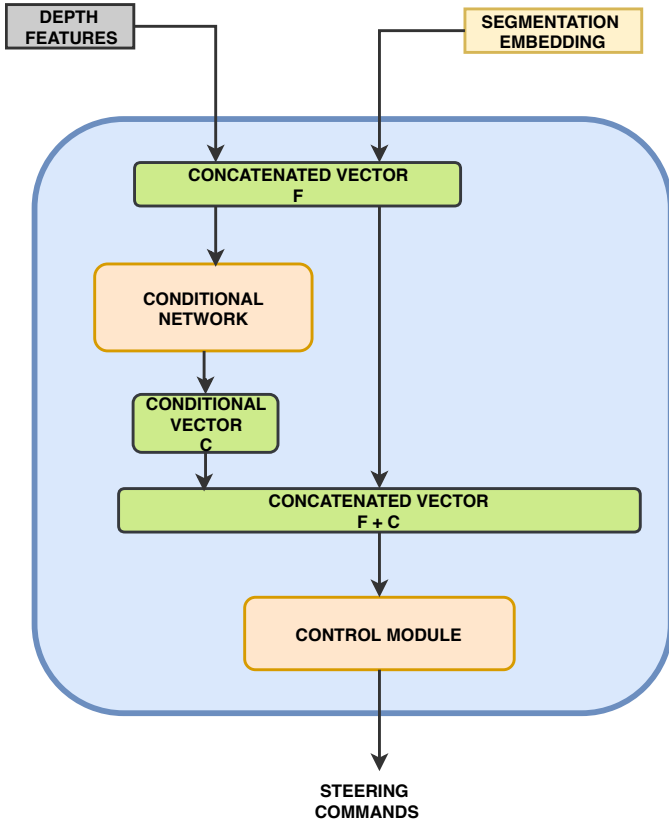 DEPTH
FEATURES
SEGMENTATION
EMBEDDING
CONCATENATED VECTOR
F
CONDITIONAL
NETWORK
CONDITIONAL
VECTOR
C
CONCATENATED VECTOR
F + C
CONTROL MODULE
STEERING
COMMANDS